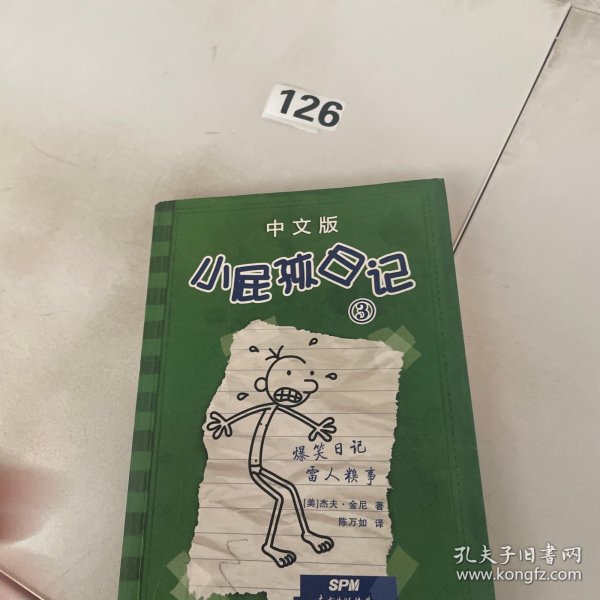 126
中文版
小屁孩日记
③
爆笑日记
雷人糗事
[美]杰夫·金尼 著
陈万如 译
SPM
孔夫子旧书网
www.kongfz.com